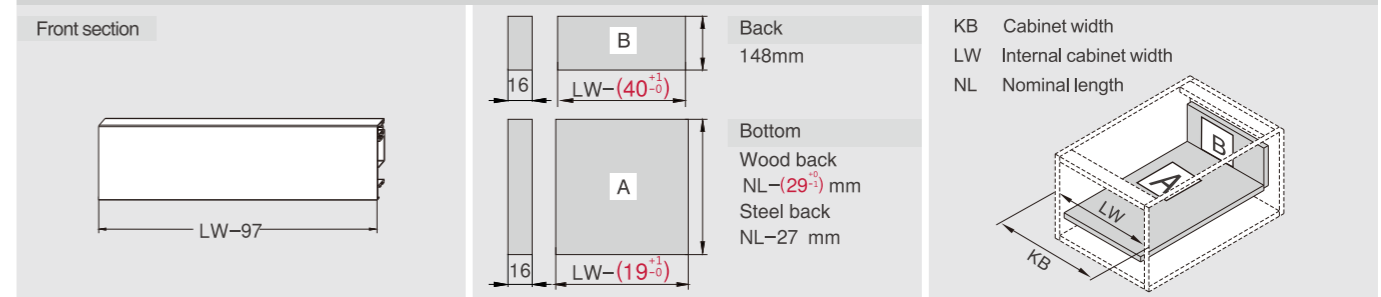 Front section
LW–97
B
16
LW–(40+1-0)
Back
148mm
A
16
LW–(19+1-0)
Bottom
Wood back
NL–(29+0-1) mm
Steel back
NL–27 mm
KB Cabinet width
LW Internal cabinet width
NL Nominal length
B
A
LW
KB